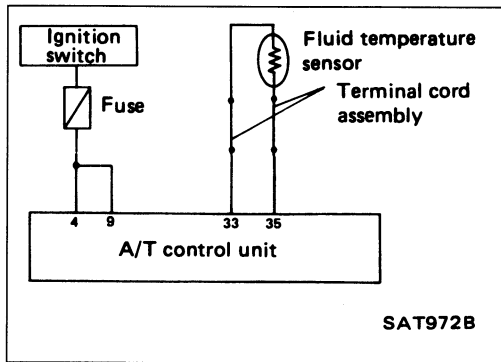 Ignition
switch
Fuse
Fluid temperature
sensor
Terminal cord
assembly
4 9 33 35
A/T control unit
SAT972B